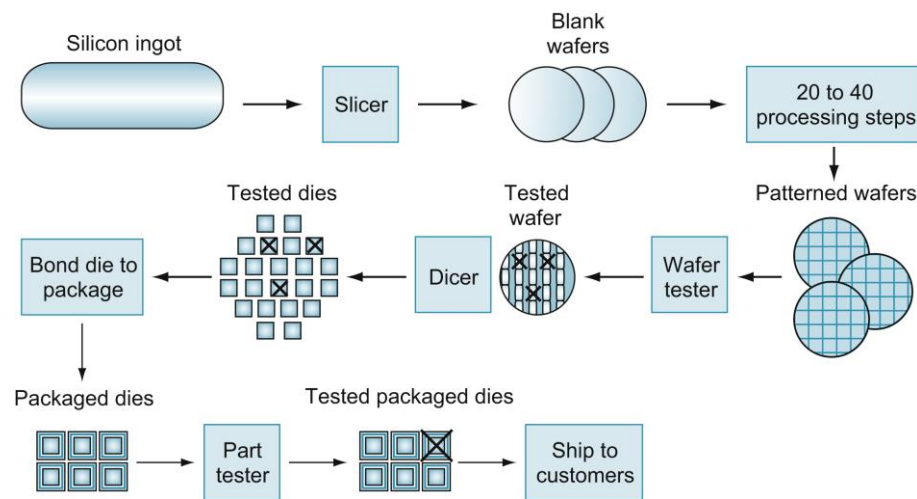 Silicon ingot
Slicer
Blank
wafers
20 to 40
processing steps
Tested dies
Tested
wafer
Patterned wafers
Bond die to
package
Dicer
Wafer
tester
Packaged dies
Tested packaged dies
Part
tester
Ship to
customers